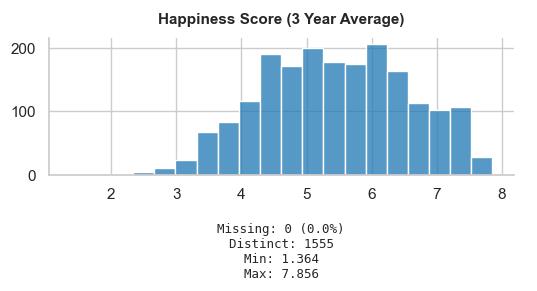 Happiness Score (3 Year Average)
200
100
0
2 3 4 5 6 7 8
Missing: 0 (0.0%)
Distinct: 1555
Min: 1.364
Max: 7.856